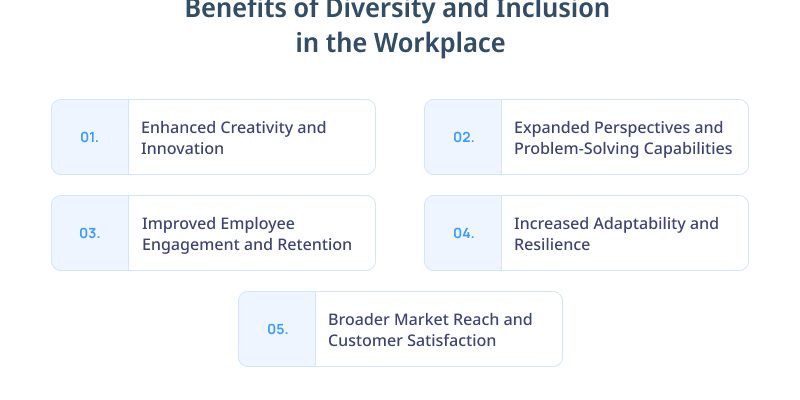 Benefits of Diversity and Inclusion
in the Workplace
01.
Enhanced Creativity and
Innovation
02.
Expanded Perspectives and
Problem-Solving Capabilities
03.
Improved Employee
Engagement and Retention
04.
Increased Adaptability and
Resilience
05.
Broader Market Reach and
Customer Satisfaction